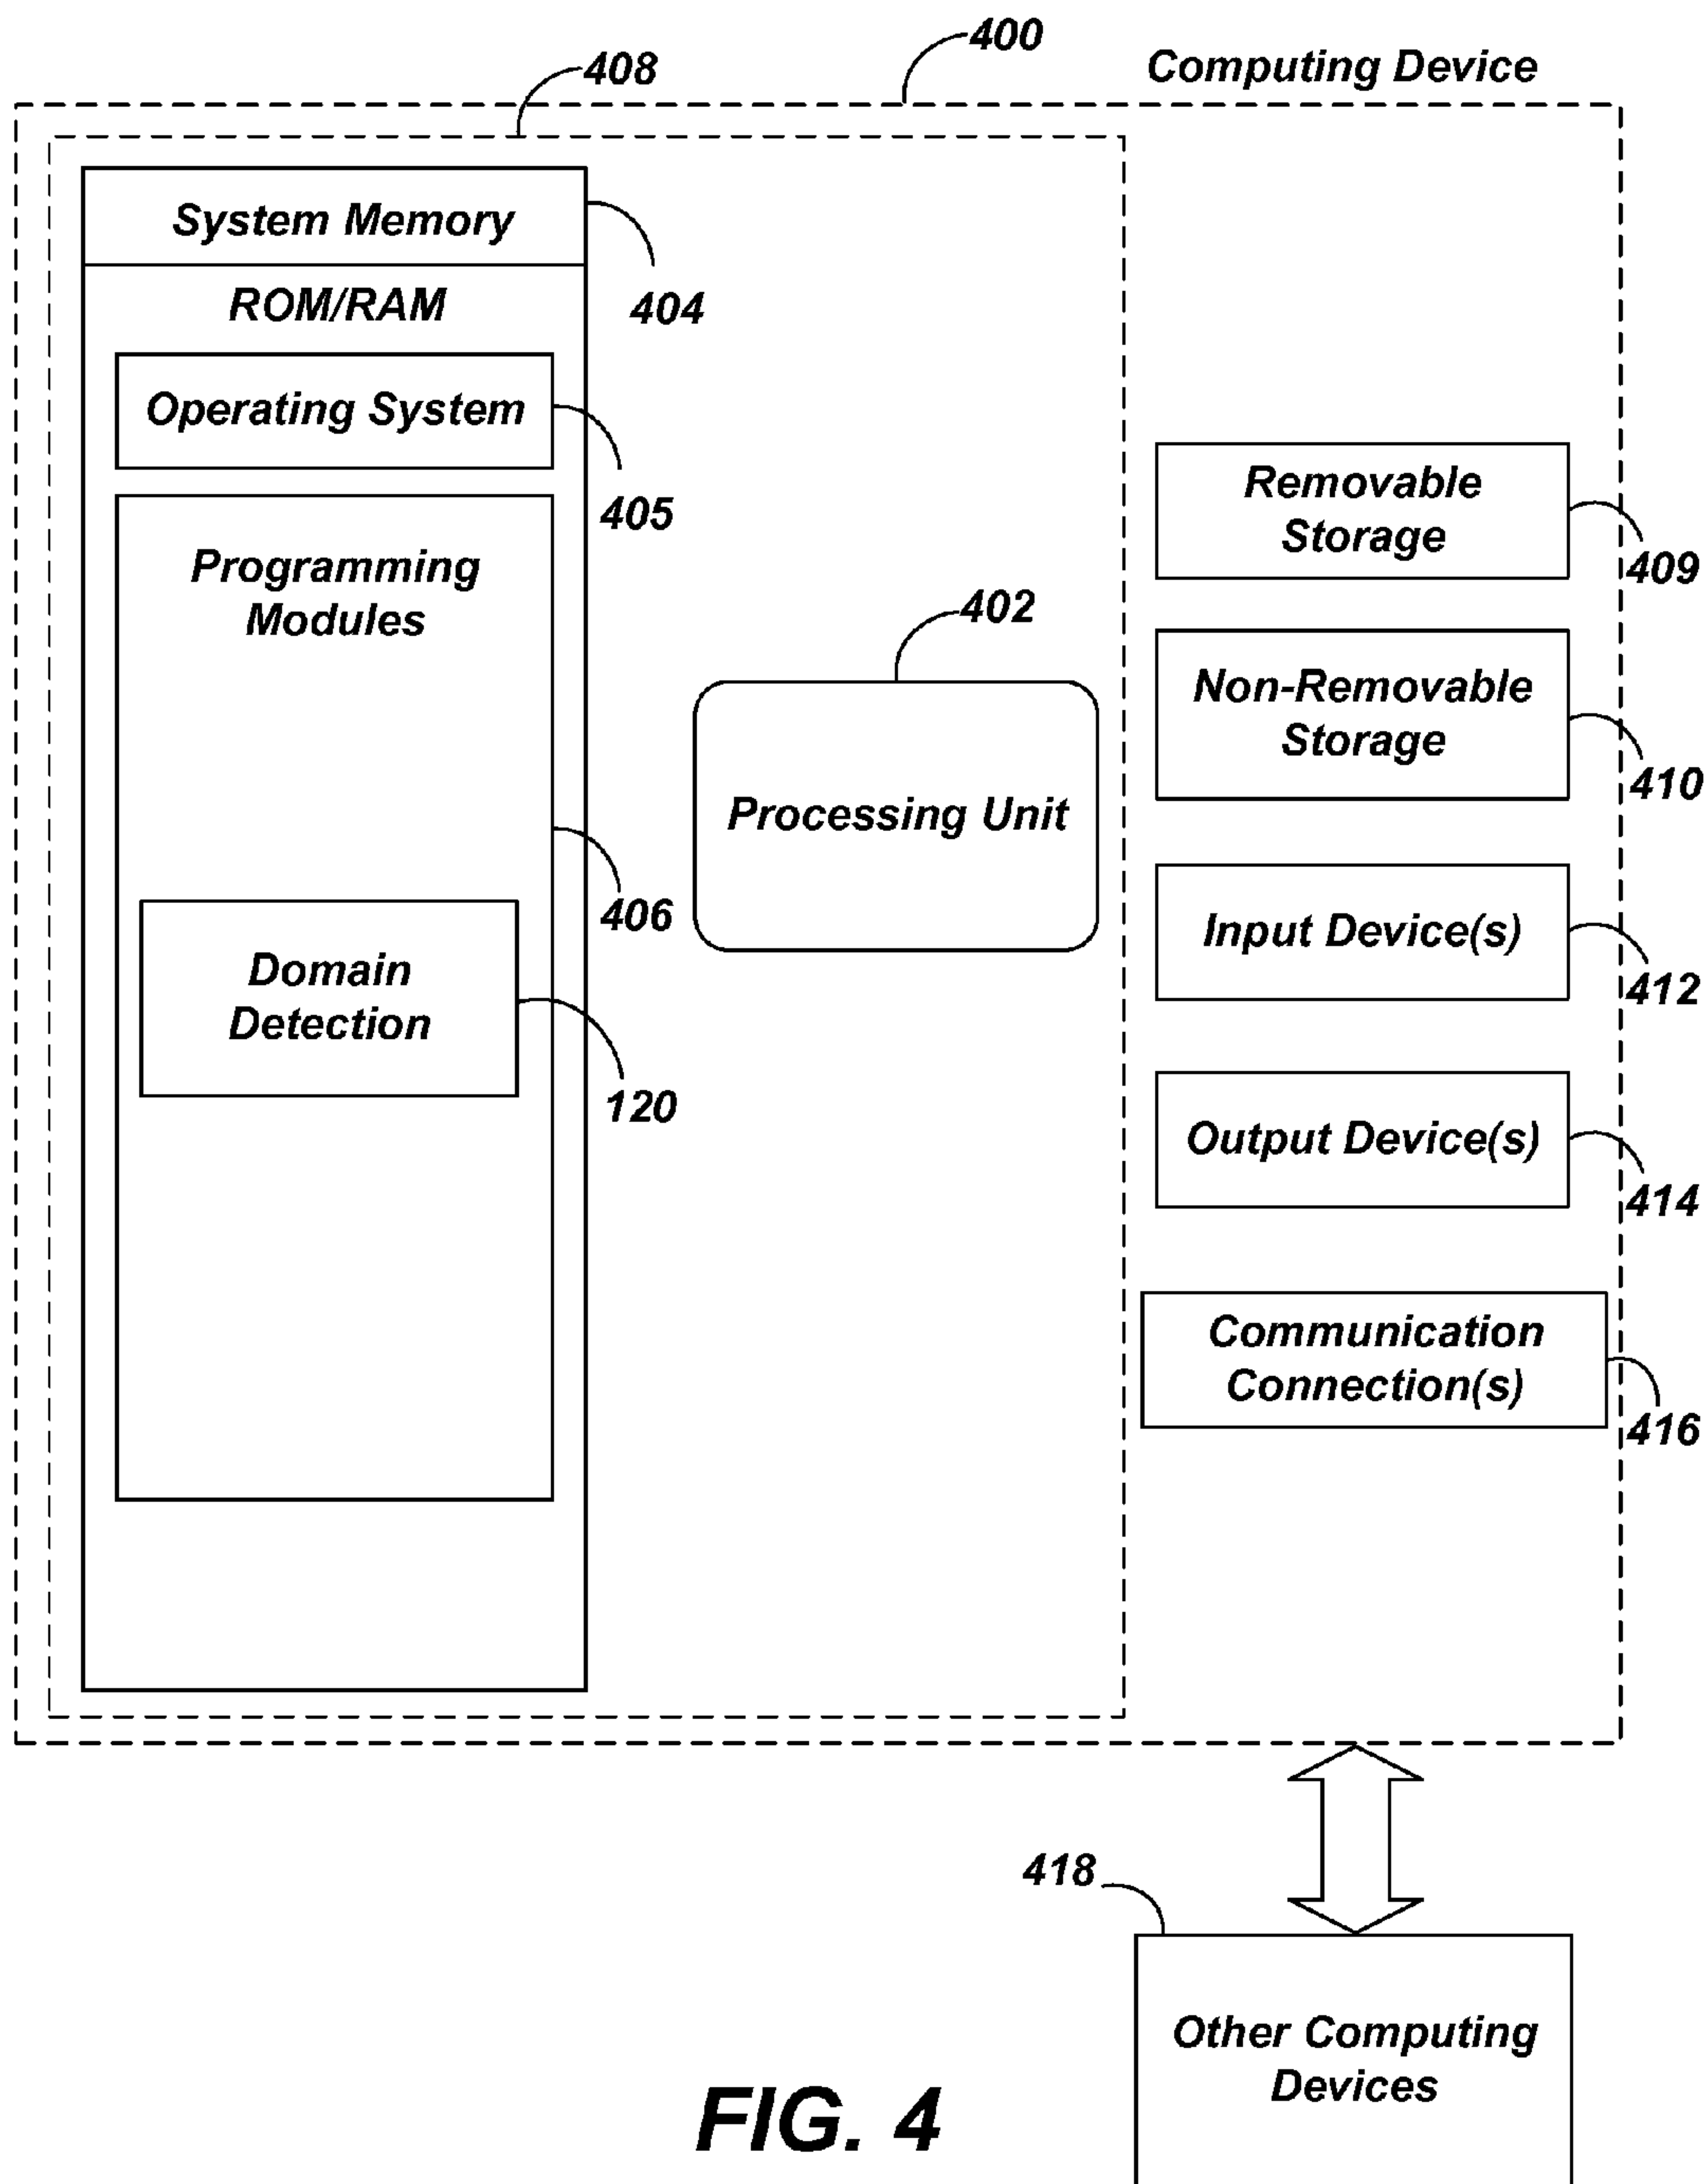 400
Computing Device
408
System Memory
404
ROM/RAM
Operating System
405
Programming
Modules
406
Domain
Detection
120
402
Processing Unit
Removable
Storage
409
Non-Removable
Storage
410
Input Device(s)
412
Output Device(s)
414
Communication
Connection(s)
416
418
Other Computing
Devices
FIG. 4